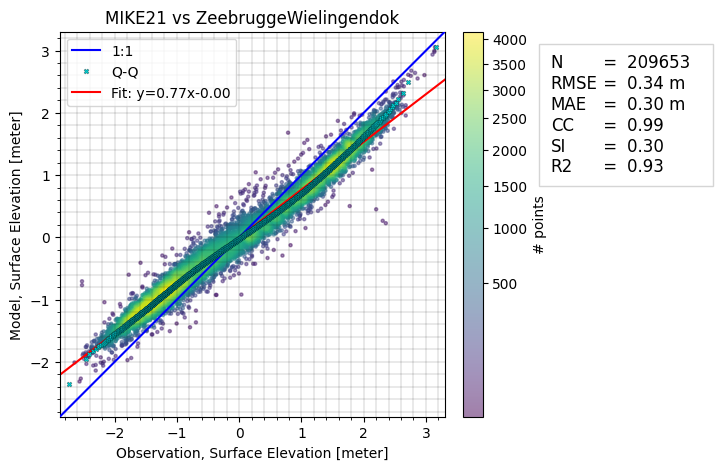 MIKE21 vs ZeebruggeWielingendok
1:1
Q-Q
Fit: y=0.77x-0.00
3
2
1
0
−1
−2
Model, Surface Elevation [meter]
−2 −1 0 1 2 3
Observation, Surface Elevation [meter]
4000
3500
3000
2500
2000
1500
1000
500
# points
N = 209653
RMSE = 0.34 m
MAE = 0.30 m
CC = 0.99
SI = 0.30
R2 = 0.93